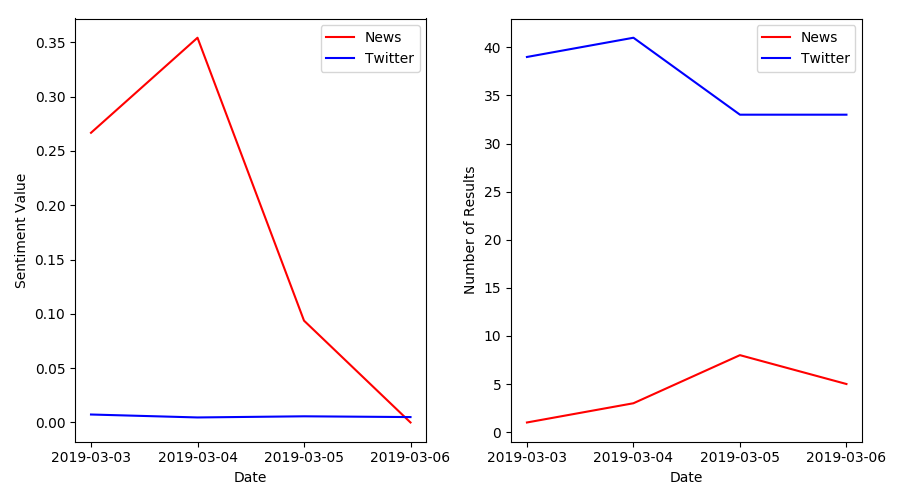 News
Twitter
0.35
0.30
0.25
0.20
0.15
0.10
0.05
0.00
Sentiment Value
2019-03-03 2019-03-04 2019-03-05 2019-03-06
Date
News
Twitter
40
35
30
25
20
15
10
5
0
Number of Results
2019-03-03 2019-03-04 2019-03-05 2019-03-06
Date